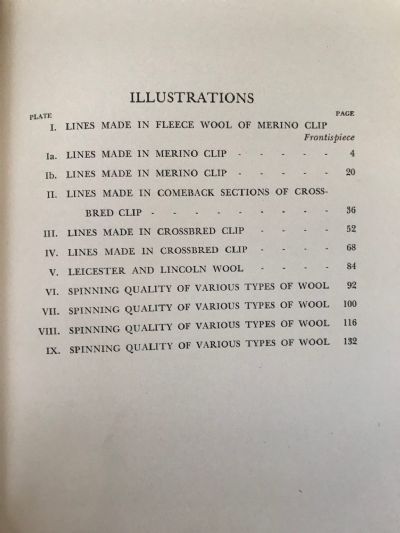 ILLUSTRATIONS
PLATE PAGE
I. LINES MADE IN FLEECE WOOL OF MERINO CLIP
Frontispiece
Ia. LINES MADE IN MERINO CLIP - - - - - 4
Ib. LINES MADE IN MERINO CLIP - - - - - 20
II. LINES MADE IN COMEBACK SECTIONS OF CROSS-
BRED CLIP - - - - - - - - 36
III. LINES MADE IN CROSSBRED CLIP - - - - 52
IV. LINES MADE IN CROSSBRED CLIP - - - - 68
V. LEICESTER AND LINCOLN WOOL - - - - 84
VI. SPINNING QUALITY OF VARIOUS TYPES OF WOOL 92
VII. SPINNING QUALITY OF VARIOUS TYPES OF WOOL 100
VIII. SPINNING QUALITY OF VARIOUS TYPES OF WOOL 116
IX. SPINNING QUALITY OF VARIOUS TYPES OF WOOL 132